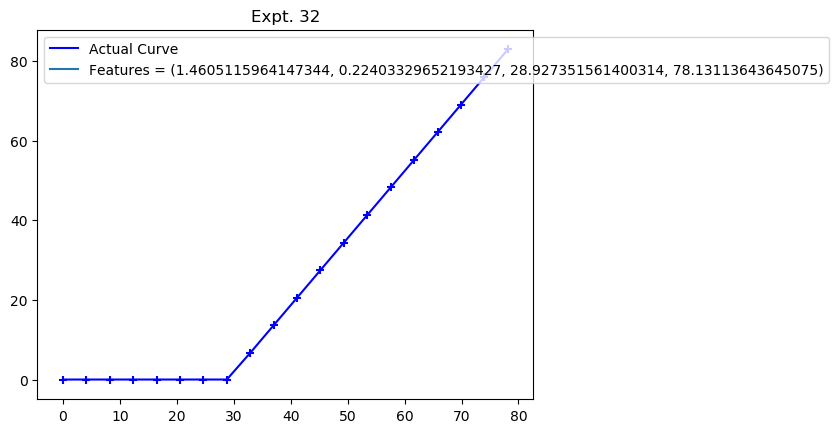 Expt. 32
Actual Curve
Features = (1.4605115964147344, 0.22403329652193427, 28.927351561400314, 78.13113643645075)
80
60
40
20
0
0 10 20 30 40 50 60 70 80